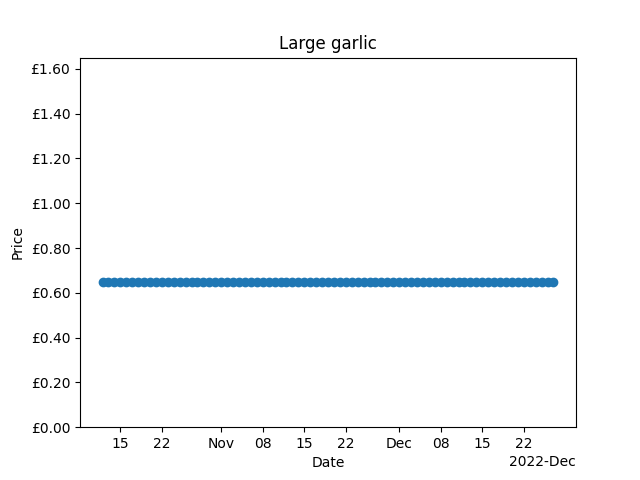 Large garlic
£1.60
£1.40
£1.20
£1.00
£0.80
£0.60
£0.40
£0.20
£0.00
Price
15 22 Nov 08 15 22 Dec 08 15 22
Date
2022-Dec